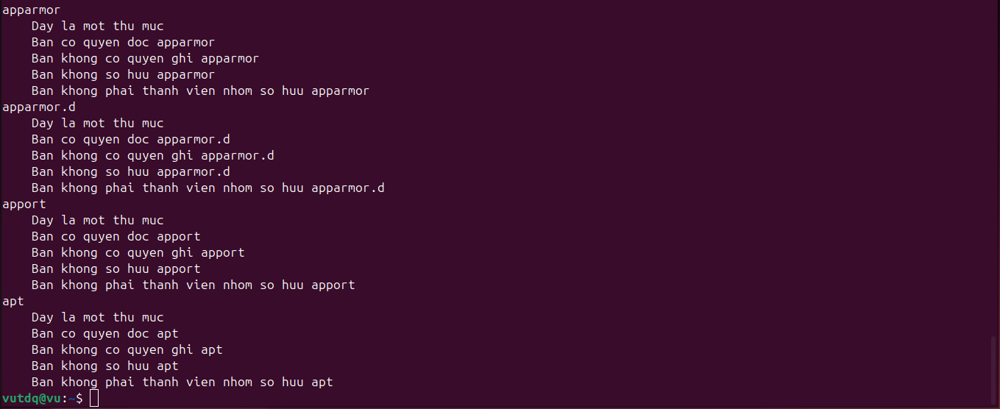 apparmor
    Day la mot thu muc
    Ban co quyen doc apparmor
    Ban khong co quyen ghi apparmor
    Ban khong so huu apparmor
    Ban khong phai thanh vien nhom so huu apparmor
apparmor.d
    Day la mot thu muc
    Ban co quyen doc apparmor.d
    Ban khong co quyen ghi apparmor.d
    Ban khong so huu apparmor.d
    Ban khong phai thanh vien nhom so huu apparmor.d
apport
    Day la mot thu muc
    Ban co quyen doc apport
    Ban khong co quyen ghi apport
    Ban khong so huu apport
    Ban khong phai thanh vien nhom so huu apport
apt
    Day la mot thu muc
    Ban co quyen doc apt
    Ban khong co quyen ghi apt
    Ban khong so huu apt
    Ban khong phai thanh vien nhom so huu apt
vutdq@vu:~$